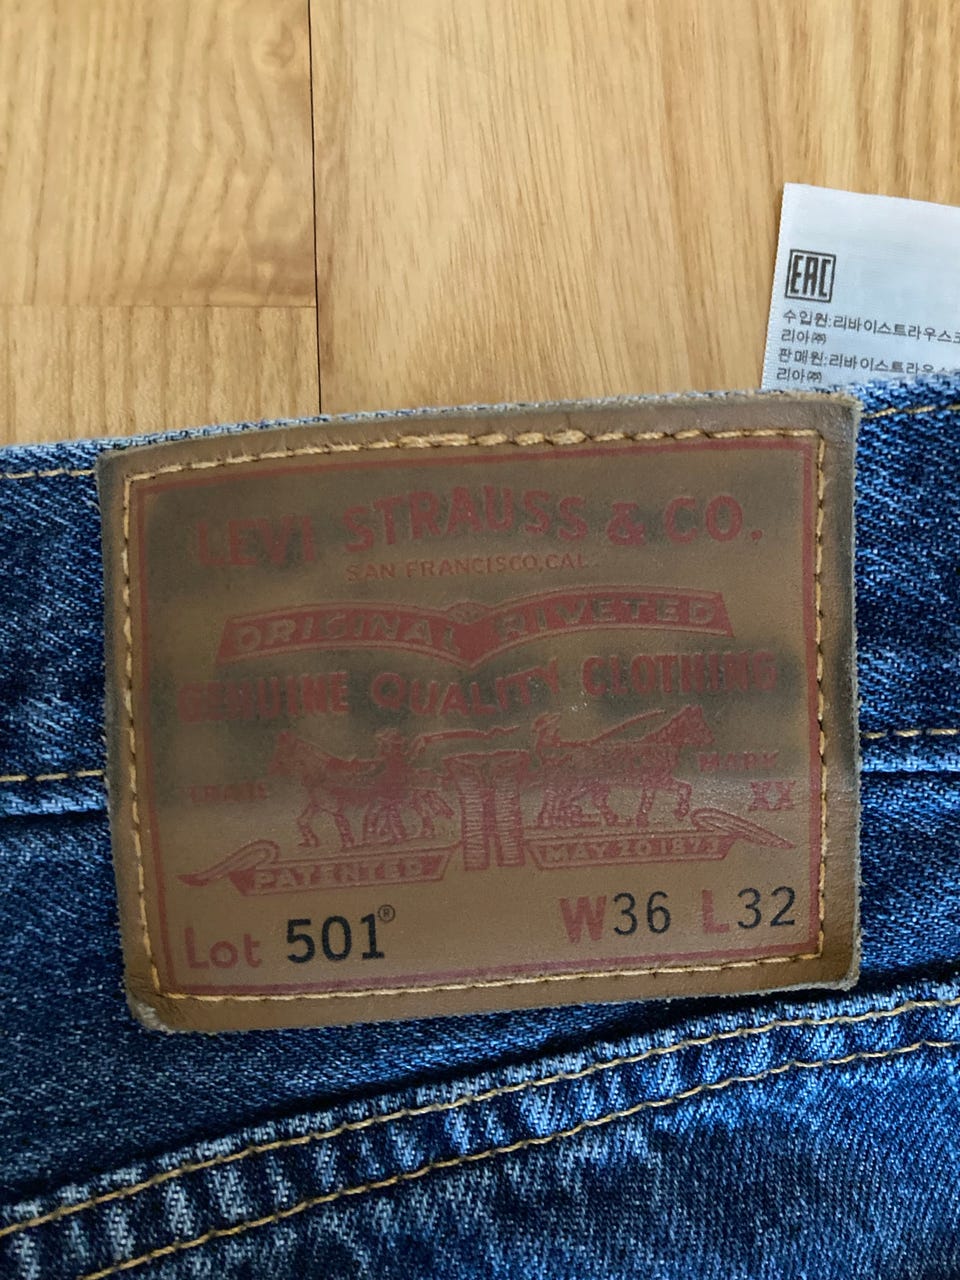 EAC
수입원:리바이스트라우스코
리아㈜
판매원:리바이스트라우스
리아㈜
LEVI STRAUSS & CO.
SAN FRANCISCO, CAL.
ORIGINAL RIVETED
GENUINE QUALITY CLOTHING
TRADE MARK
XX
PATENTED MAY 20 1873
Lot 501® W36 L32